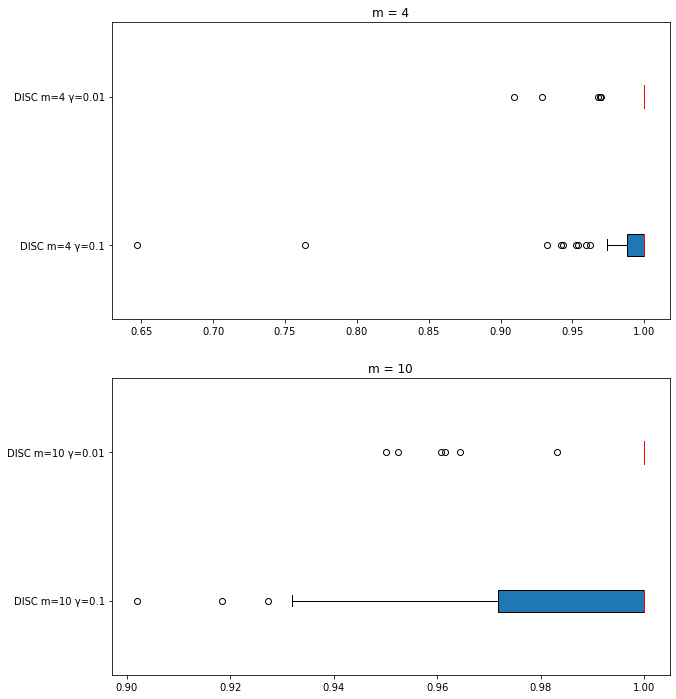 m = 4
DISC m=4 γ=0.01
DISC m=4 γ=0.1
0.65 0.70 0.75 0.80 0.85 0.90 0.95 1.00
m = 10
DISC m=10 γ=0.01
DISC m=10 γ=0.1
0.90 0.92 0.94 0.96 0.98 1.00